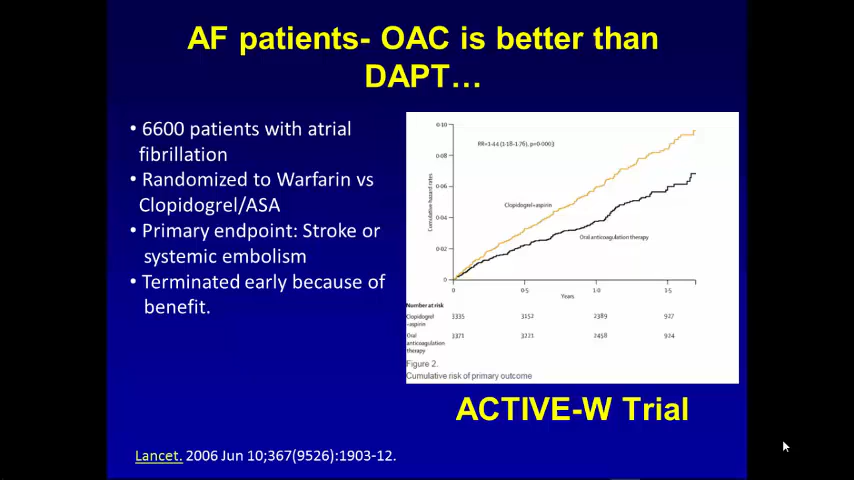 AF patients- OAC is better than
DAPT…
• 6600 patients with atrial
fibrillation
• Randomized to Warfarin vs
Clopidogrel/ASA
• Primary endpoint: Stroke or
systemic embolism
• Terminated early because of
benefit.
0·10
0·08
0·06
0·04
0·02
0
Cumulative hazard rates
RR=1·44 (1·18-1·76), p=0·0003
Clopidogrel+aspirin
Oral anticoagulation therapy
0 0·5 1·0 1·5
Years
Number at risk
Clopidogrel
+aspirin 3335 3152 2389 927
Oral
anticoagulation
therapy 3371 3221 2458 924
Figure 2.
Cumulative risk of primary outcome
ACTIVE-W Trial
Lancet. 2006 Jun 10;367(9526):1903-12.